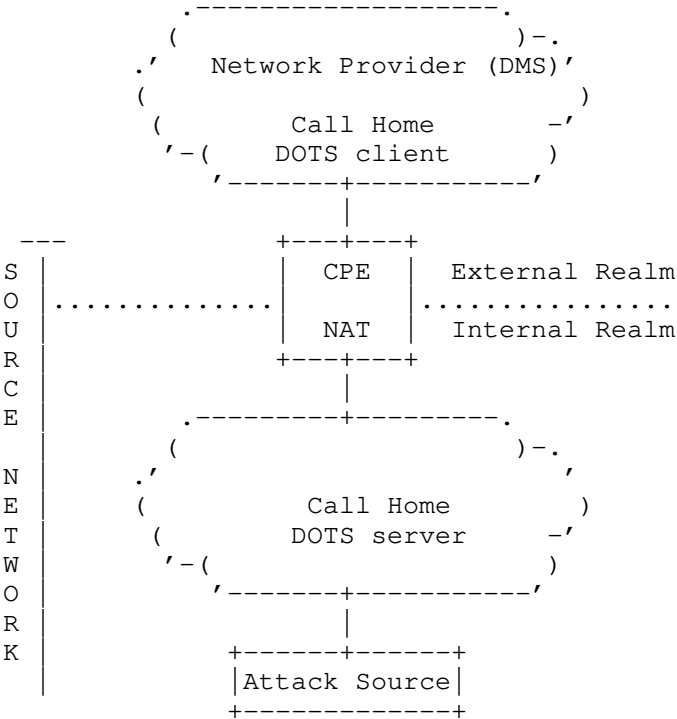 Network Provider (DMS)
Call Home
DOTS client
SOURCE NETWORK
CPE
External Realm
NAT
Internal Realm
Call Home
DOTS server
Attack Source